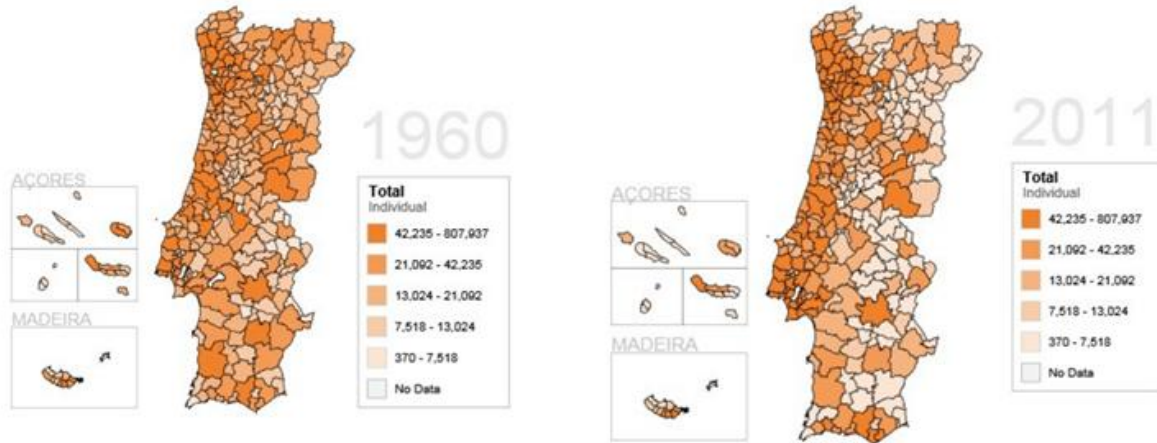 1960
AÇORES
Total
Individual
42,235 - 807,937
21,092 - 42,235
13,024 - 21,092
7,518 - 13,024
370 - 7,518
No Data
MADEIRA
2011
AÇORES
Total
Individual
42,235 - 807,937
21,092 - 42,235
13,024 - 21,092
7,518 - 13,024
370 - 7,518
No Data
MADEIRA